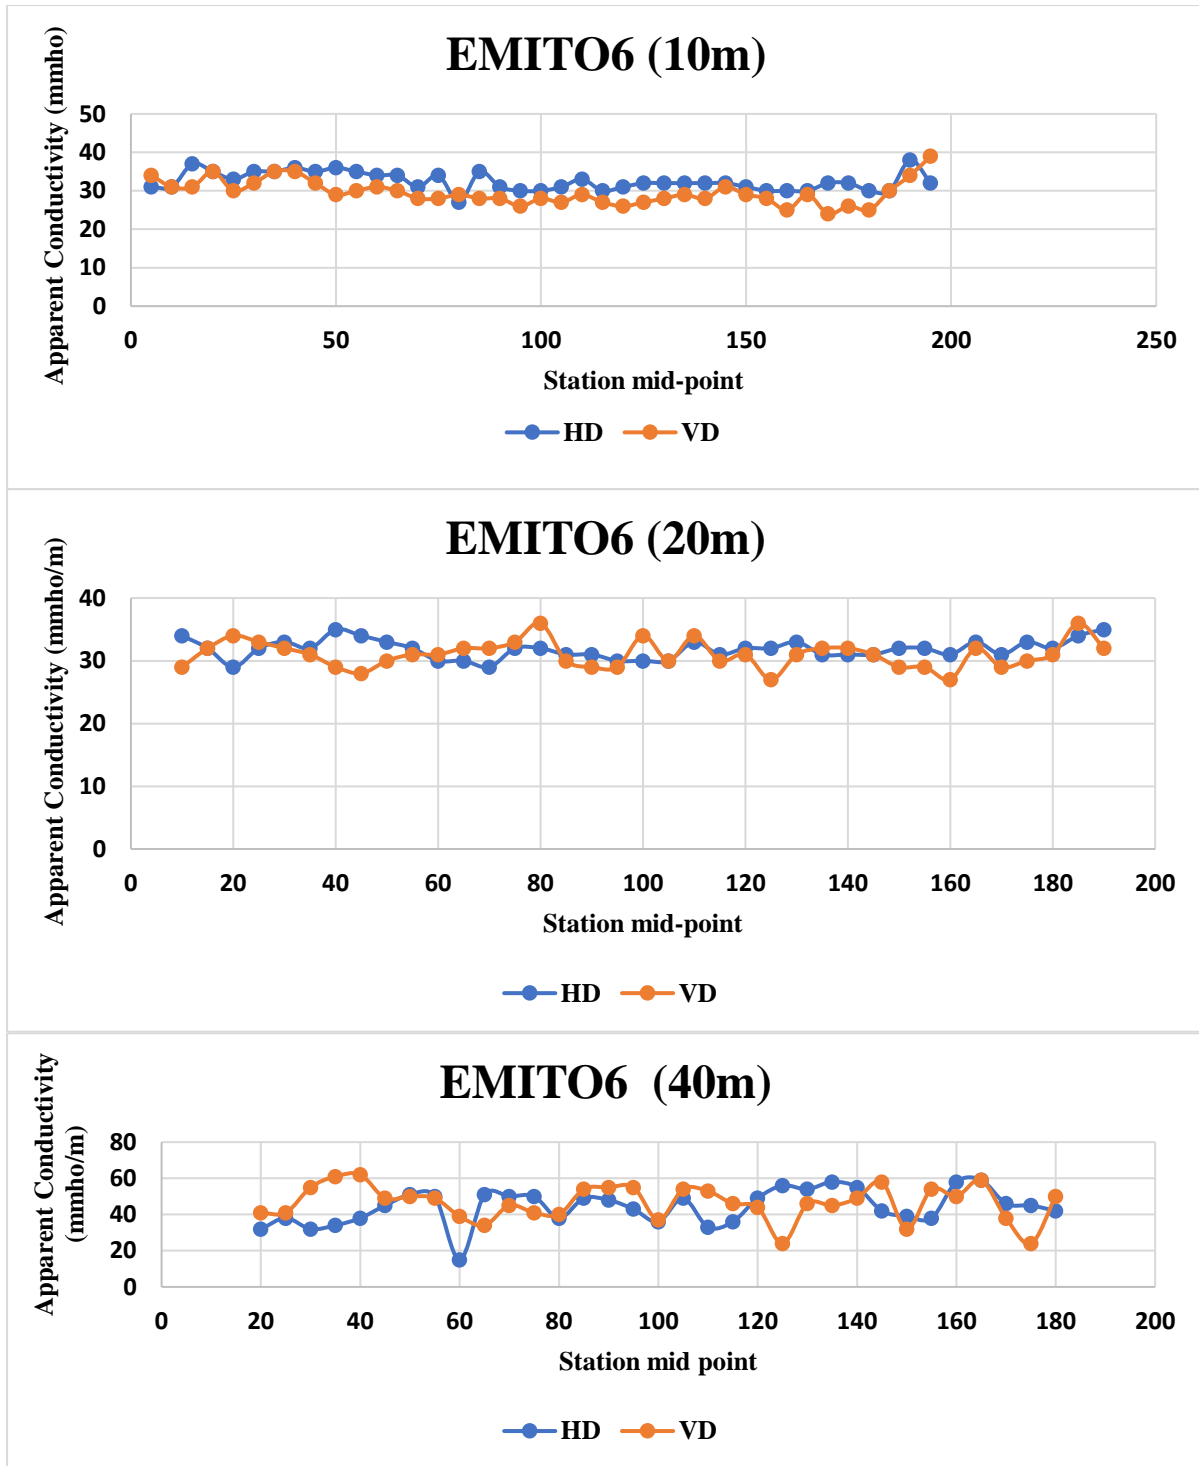 EMITO6 (10m)
Apparent Conductivity (mmho)
50
40
30
20
10
0
0 50 100 150 200 250
Station mid-point
HD VD
EMITO6 (20m)
Apparent Conductivity (mmho/m)
40
30
20
10
0
0 20 40 60 80 100 120 140 160 180 200
Station mid-point
HD VD
EMITO6 (40m)
Apparent Conductivity
(mmho/m)
80
60
40
20
0
0 20 40 60 80 100 120 140 160 180 200
Station mid point
HD VD